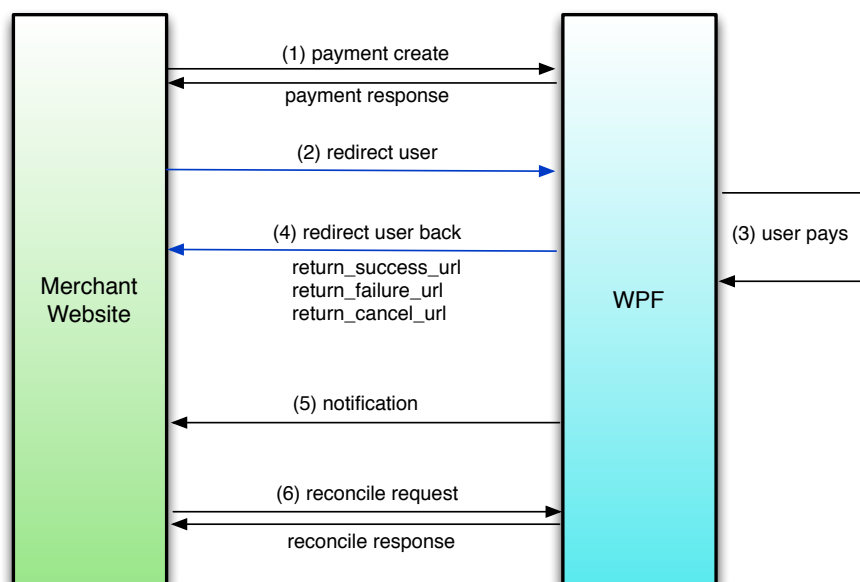 (1) payment create
payment response
(2) redirect user
(4) redirect user back
(3) user pays
return_success_url
return_failure_url
return_cancel_url
Merchant
Website
WPF
(5) notification
(6) reconcile request
reconcile response